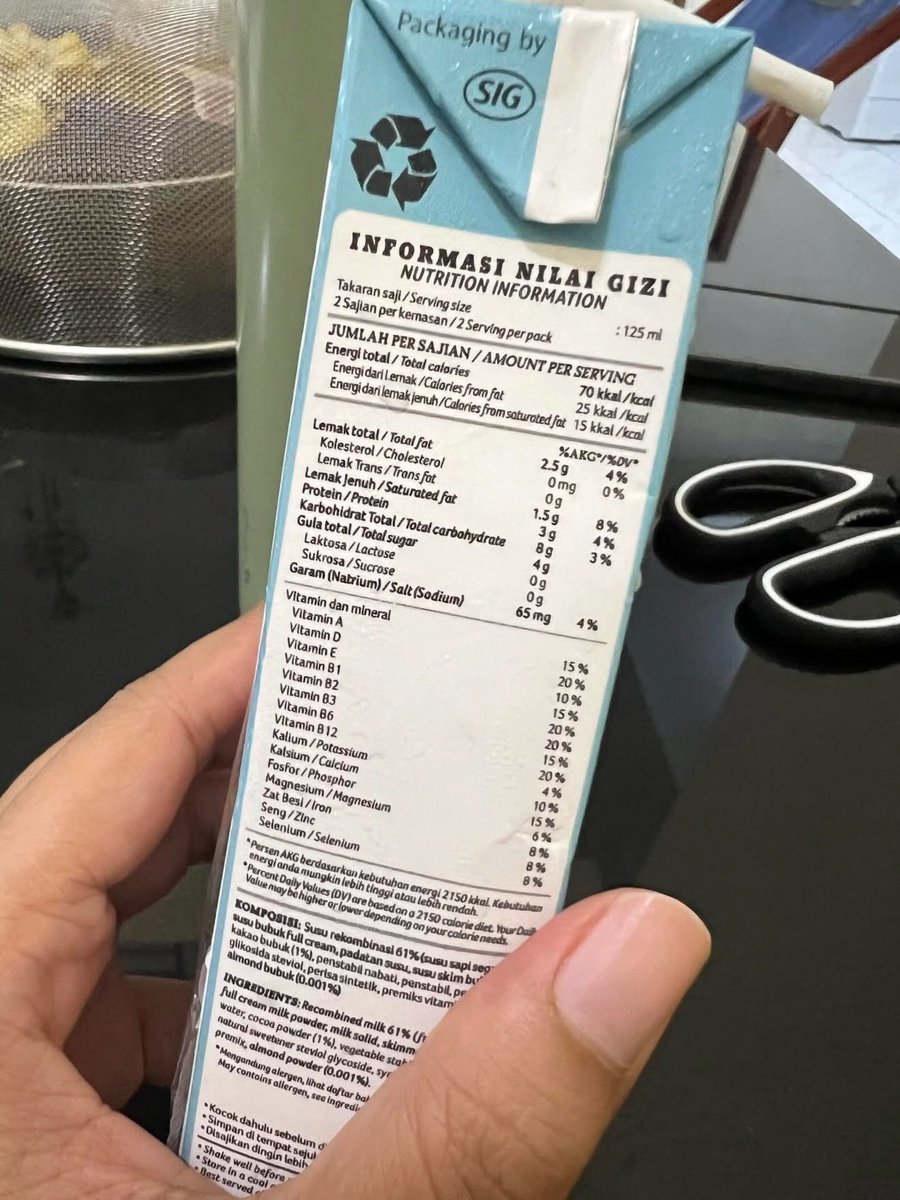 Packaging by
SIG
INFORMASI NILAI GIZI
NUTRITION INFORMATION
Takaran saji / Serving size : 125 ml
2 Sajian per kemasan / 2 Serving per pack
JUMLAH PER SAJIAN / AMOUNT PER SERVING
Energi total / Total calories 70 kkal /kcal
Energi dari Lemak / Calories from fat 25 kkal /kcal
Energi dari lemak jenuh / Calories from saturated fat 15 kkal /kcal
%AKG*/%DV*
Lemak total / Total fat 2.5 g 4 %
Kolesterol / Cholesterol 0 mg 0 %
Lemak Trans / Trans fat 0 g
Lemak Jenuh / Saturated fat 1.5 g 8 %
Protein / Protein 3 g 4 %
Karbohidrat Total / Total carbohydrate 8 g 3 %
Gula total / Total sugar 4 g
Laktosa / Lactose 0 g
Sukrosa / Sucrose 0 g
Garam (Natrium) / Salt (Sodium) 65 mg 4 %
Vitamin dan mineral
Vitamin A 15 %
Vitamin D 20 %
Vitamin E 10 %
Vitamin B1 15 %
Vitamin B2 20 %
Vitamin B3 20 %
Vitamin B6 15 %
Vitamin B12 20 %
Kalium / Potassium 4 %
Kalsium / Calcium 10 %
Fosfor / Phosphor 15 %
Magnesium / Magnesium 6 %
Zat Besi / Iron 8 %
Seng / Zinc 8 %
Selenium / Selenium 8 %
*Persen AKG berdasarkan kebutuhan energi 2150 kkal. Kebutuhan
energi anda mungkin lebih tinggi atau lebih rendah.
*Percent Daily Values (DV) are based on a 2150 calorie diet. Your Daily
Value may be higher or lower depending on your calorie needs.
KOMPOSISI: Susu rekombinasi 61% (susu sapi seg
susu bubuk full cream, padatan susu, susu skim bu
kakao bubuk (1%), penstabil nabati, penstabil, pe
glikosida steviol, perisa sintetik, premiks vitam
almond bubuk (0.001%)
INGREDIENTS: Recombined milk 61% (fr
full cream milk powder, milk solid, skimm
water, cocoa powder (1%), vegetable stab
natural sweetener steviol glycoside, sy
premix, almond powder (0.001%).
*Mengandung alergen, lihat daftar bah
May contains allergen, see ingredie
• Kocok dahulu sebelum d
• Simpan di tempat sejuk
• Disajikan dingin lebih
• Shake well before
• Store in a cool
• Best served